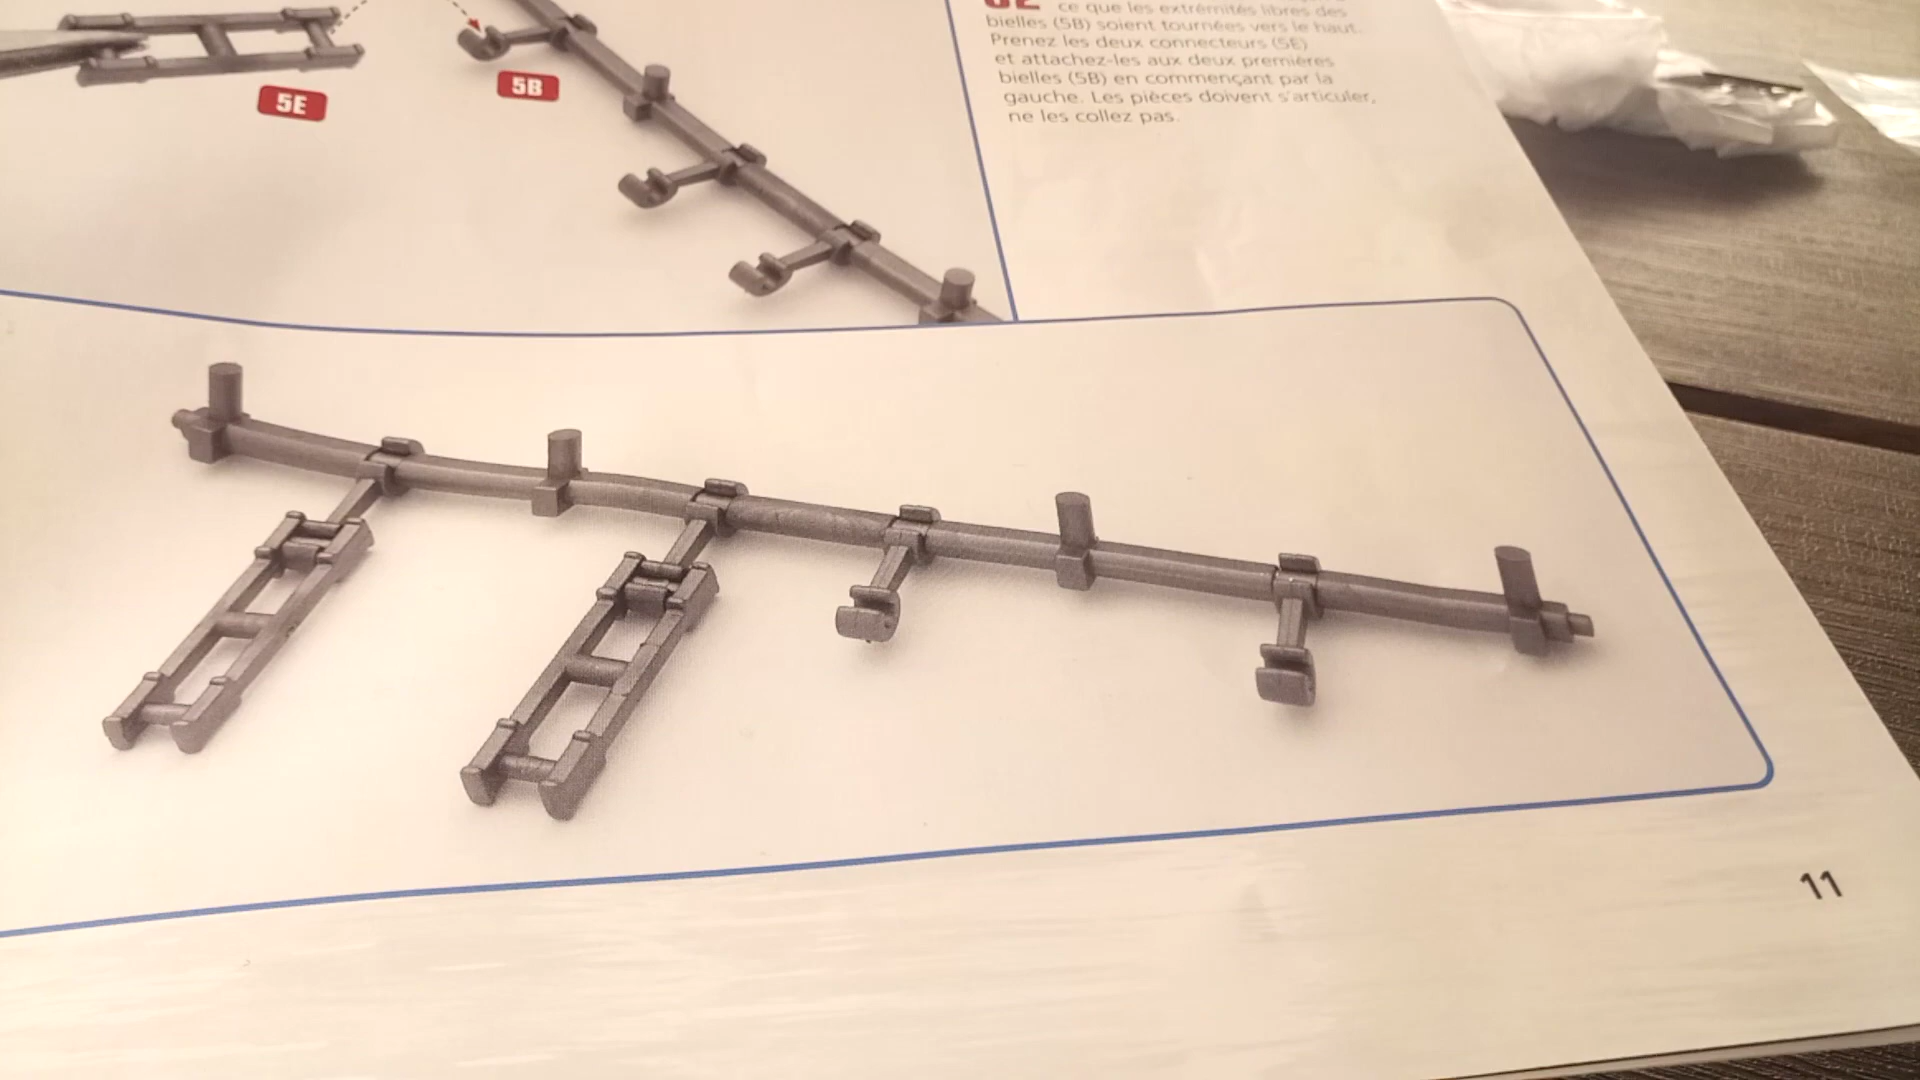 5E
5B
02
ce que les extrémités libres des
bielles (5B) soient tournées vers le haut.
Prenez les deux connecteurs (5E)
et attachez-les aux deux premières
bielles (5B) en commençant par la
gauche. Les pièces doivent s'articuler,
ne les collez pas.
11